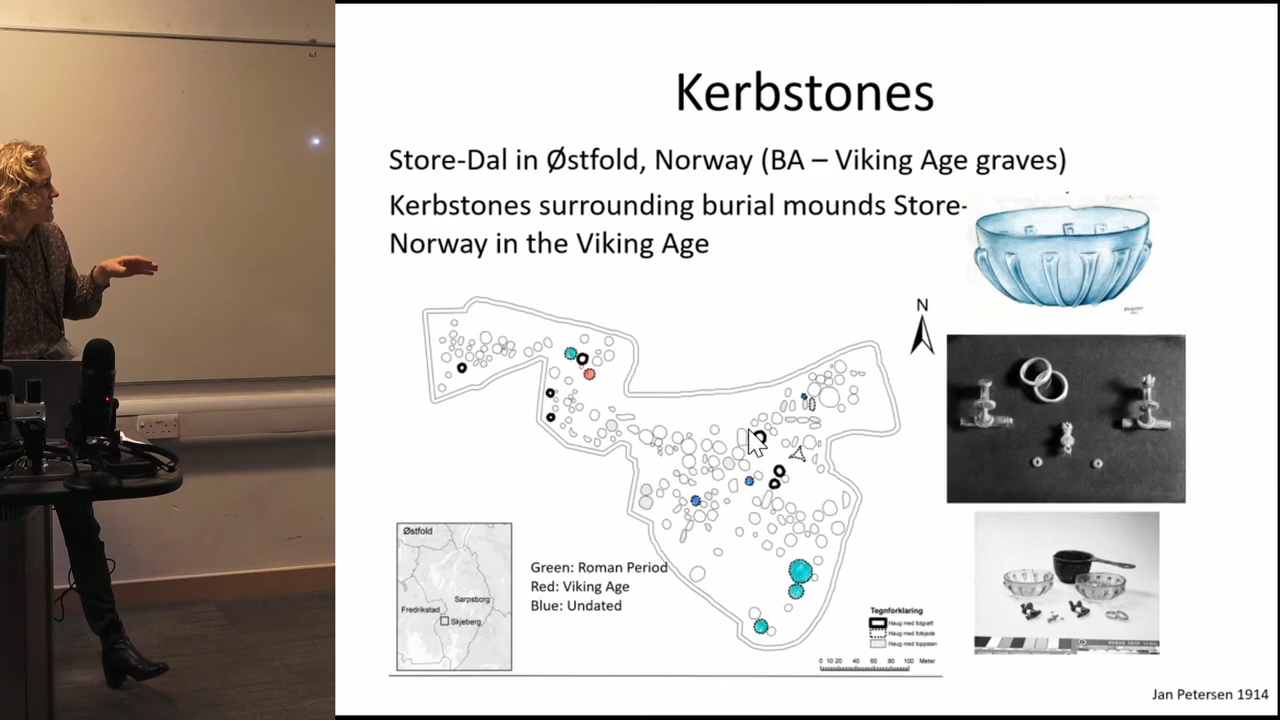 Kerbstones
Store-Dal in Østfold, Norway (BA – Viking Age graves)
Kerbstones surrounding burial mounds Store-
Norway in the Viking Age
N
Østfold
Fredrikstad
Sarpsborg
Skjeberg
Green: Roman Period
Red: Viking Age
Blue: Undated
Tegnforklaring
Haug med fotgrøft
Haug med fotkjede
Haug med toppsten
0 10 20 40 60 80 100 Meter
Jan Petersen 1914